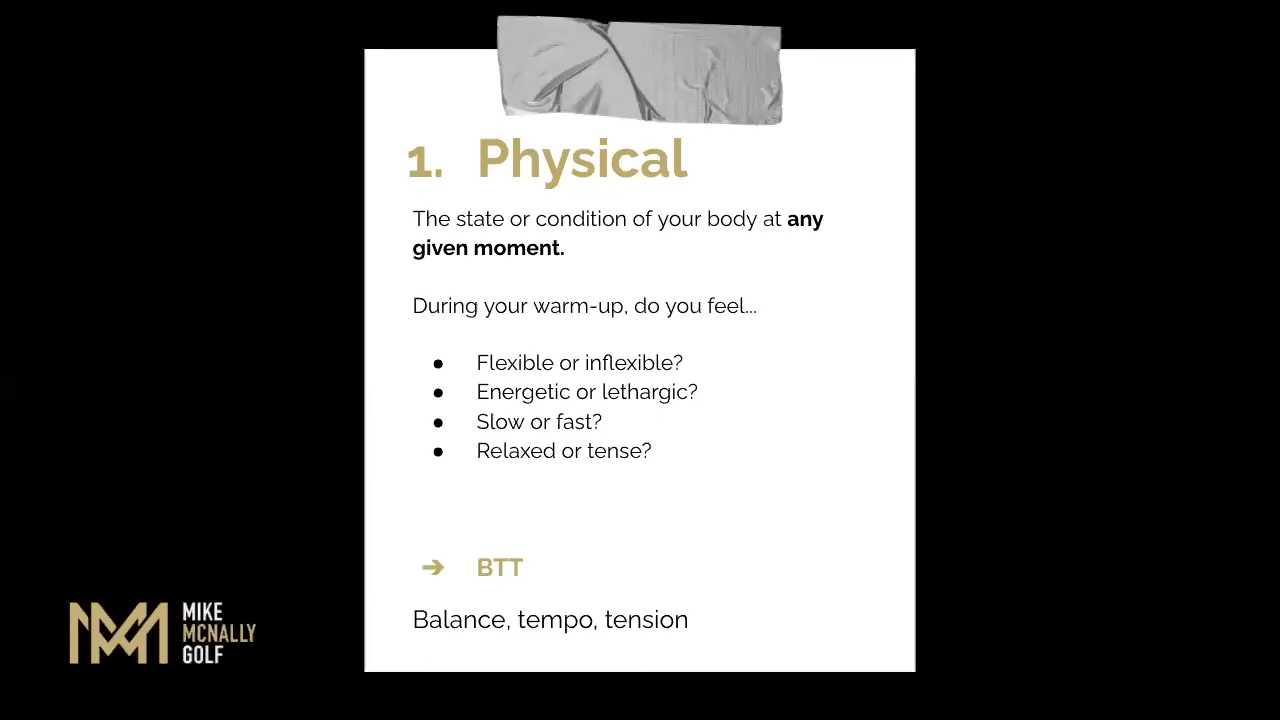 1. Physical
The state or condition of your body at any
given moment.
During your warm-up, do you feel...
● Flexible or inflexible?
● Energetic or lethargic?
● Slow or fast?
● Relaxed or tense?
➔ BTT
Balance, tempo, tension
MIKE
MCNALLY
GOLF